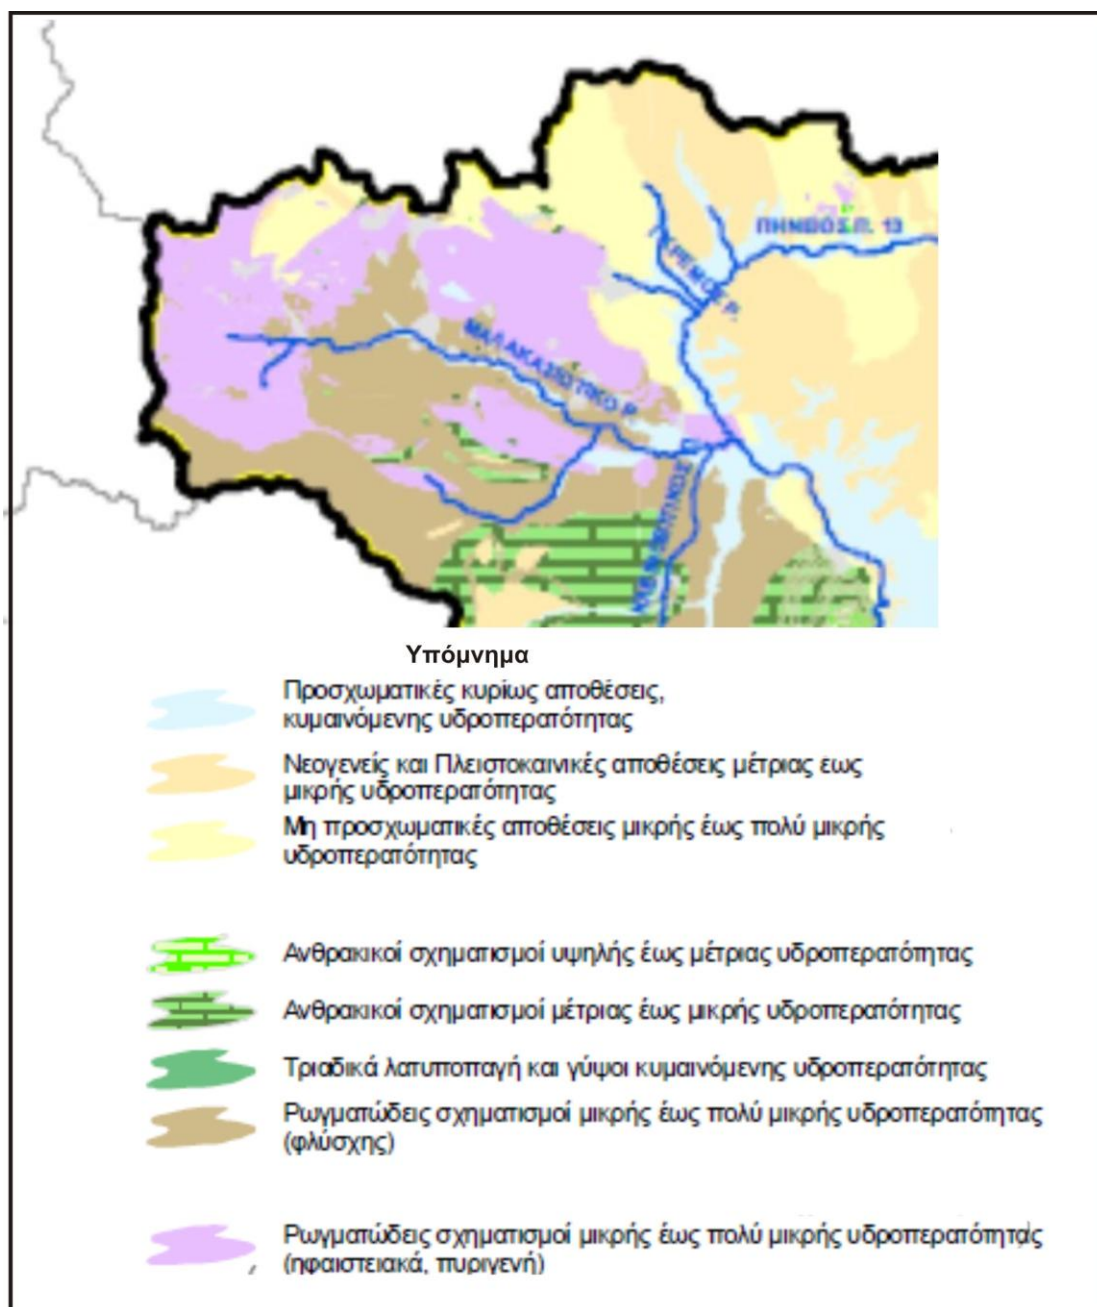 ΠΗΝΕΙΟΣ Π. 13
ΜΑΛΑΚΑΣΙΩΤΙΚΟ Ρ.
Υπόμνημα
Προσχωματικές κυρίως αποθέσεις,
κυμαινόμενης υδροπερατότητας
Νεογενείς και Πλειστοκαινικές αποθέσεις μέτριας έως
μικρής υδροπερατότητας
Μη προσχωματικές αποθέσεις μικρής έως πολύ μικρής
υδροπερατότητας
Ανθρακικοί σχηματισμοί υψηλής έως μέτριας υδροπερατότητας
Ανθρακικοί σχηματισμοί μέτριας έως μικρής υδροπερατότητας
Τριαδικά λατυποπαγή και γύψοι κυμαινόμενης υδροπερατότητας
Ρωγματώδεις σχηματισμοί μικρής έως πολύ μικρής υδροπερατότητας
(φλύσχης)
Ρωγματώδεις σχηματισμοί μικρής έως πολύ μικρής υδροπερατότητας
(ηφαιστειακά, πυριγενή)